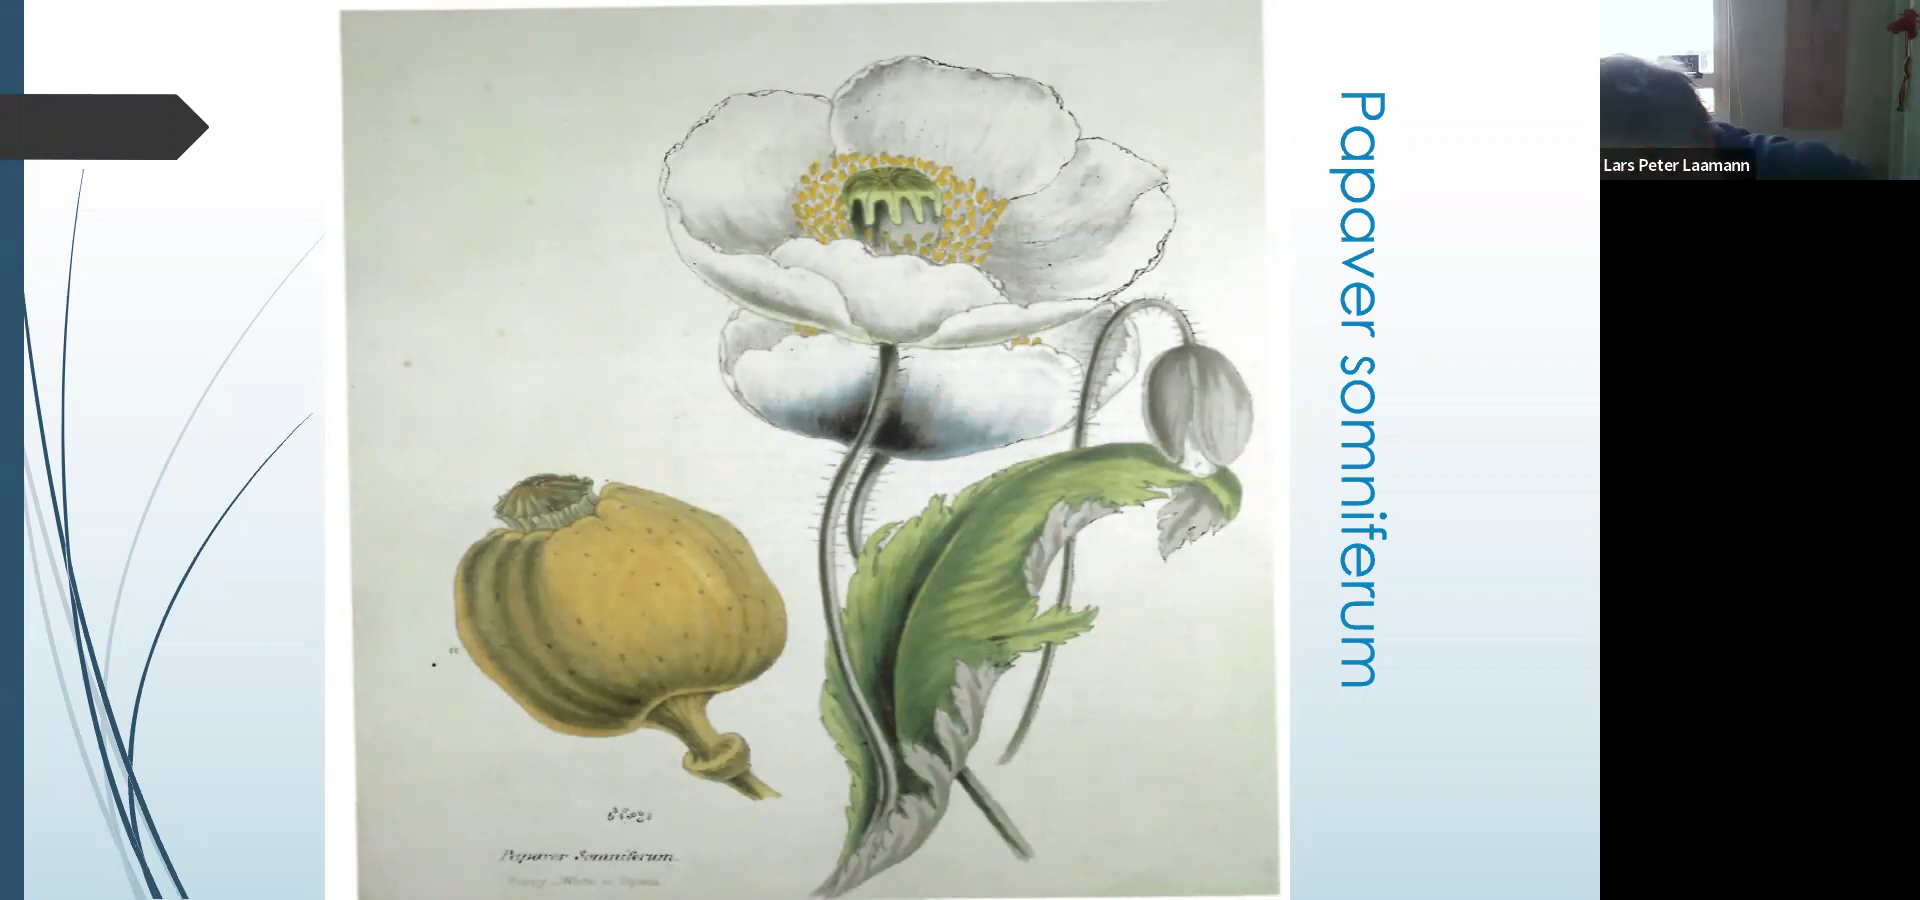 Papaver somniferum
Lars Peter Laamann
Papaver Somniferum.